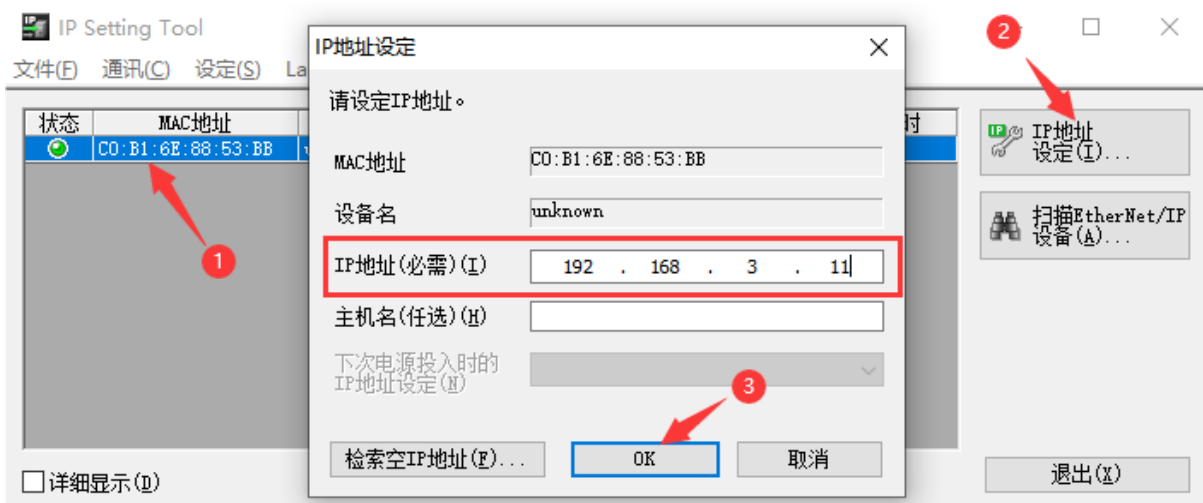 IP Setting Tool
文件(F) 通讯(C) 设定(S) La
状态 MAC地址 时
C0:B1:6E:88:53:BB
1
2
IP地址
设定(I)...
扫描EtherNet/IP
设备(A)...
IP地址设定
请设定IP地址。
MAC地址 C0:B1:6E:88:53:BB
设备名 unknown
IP地址(必需)(I) 192 . 168 . 3 . 11
主机名(任选)(H)
下次电源投入时的
IP地址设定(N)
3
检索空IP地址(F)... OK 取消
详细显示(D)
退出(X)